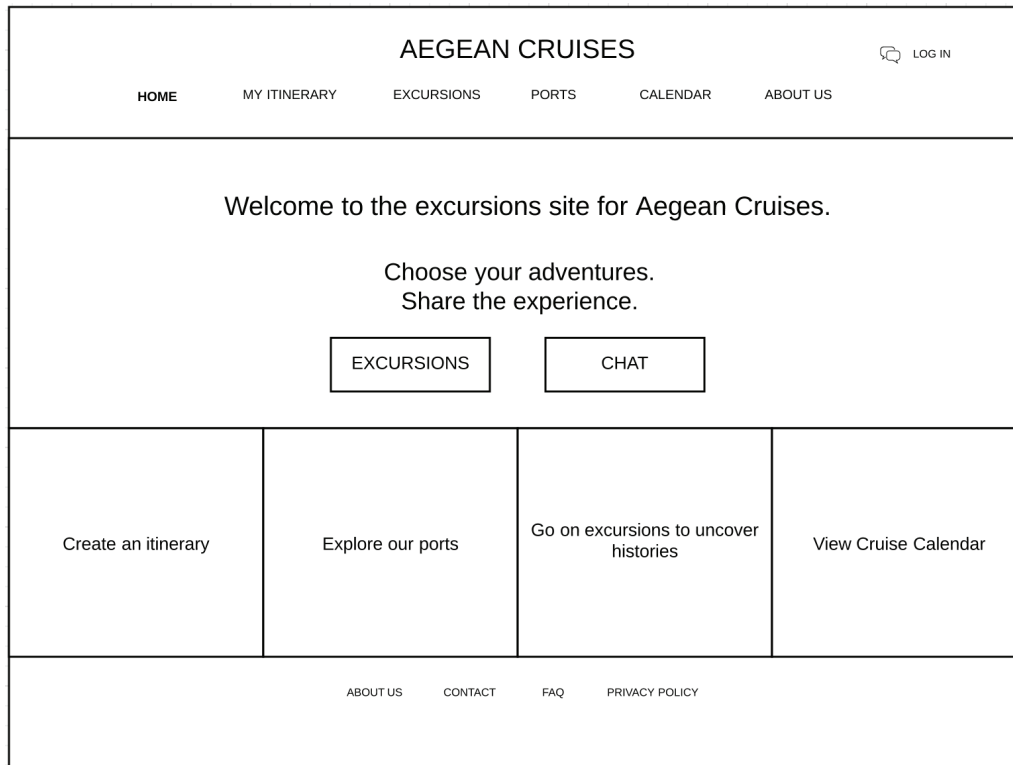 AEGEAN CRUISES
LOG IN
HOME MY ITINERARY EXCURSIONS PORTS CALENDAR ABOUT US
Welcome to the excursions site for Aegean Cruises.
Choose your adventures.
Share the experience.
EXCURSIONS CHAT
Create an itinerary
Explore our ports
Go on excursions to uncover
histories
View Cruise Calendar
ABOUT US CONTACT FAQ PRIVACY POLICY